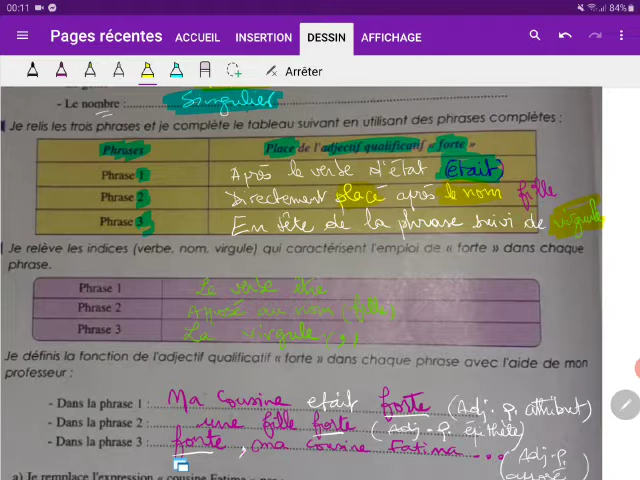 00:11 84%
Pages récentes ACCUEIL INSERTION DESSIN AFFICHAGE
Arrêter
- Le nombre : Singulier
Je relis les trois phrases et je complète le tableau suivant en utilisant des phrases complètes :
Phrases Place de l'adjectif qualificatif « forte »
Phrase 1 Après le verbe d'état (était)
Phrase 2 Directement placé après le nom fille
Phrase 3 En tête de la phrase suivi de virgule
Je relève les indices (verbe, nom, virgule) qui caractérisent l'emploi de « forte » dans chaque
phrase.
Phrase 1 Le verbe être
Phrase 2 Apposé au nom (fille)
Phrase 3 La virgule ( , )
Je définis la fonction de l'adjectif qualificatif « forte » dans chaque phrase avec l'aide de mon
professeur :
- Dans la phrase 1 : Ma cousine etait forte (Adj. q. attribut)
- Dans la phrase 2 : une fille forte (Adj. q. épithète)
- Dans la phrase 3 : forte , ma cousine Fatima ... (Adj. q.
apposé
a) Je remplace l'expression « cousine Fatima »